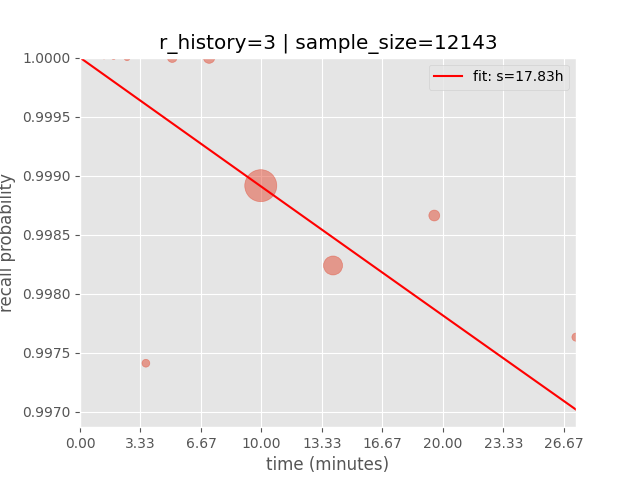 r_history=3 | sample_size=12143
fit: s=17.83h
recall probability
1.0000
0.9995
0.9990
0.9985
0.9980
0.9975
0.9970
0.00 3.33 6.67 10.00 13.33 16.67 20.00 23.33 26.67
time (minutes)